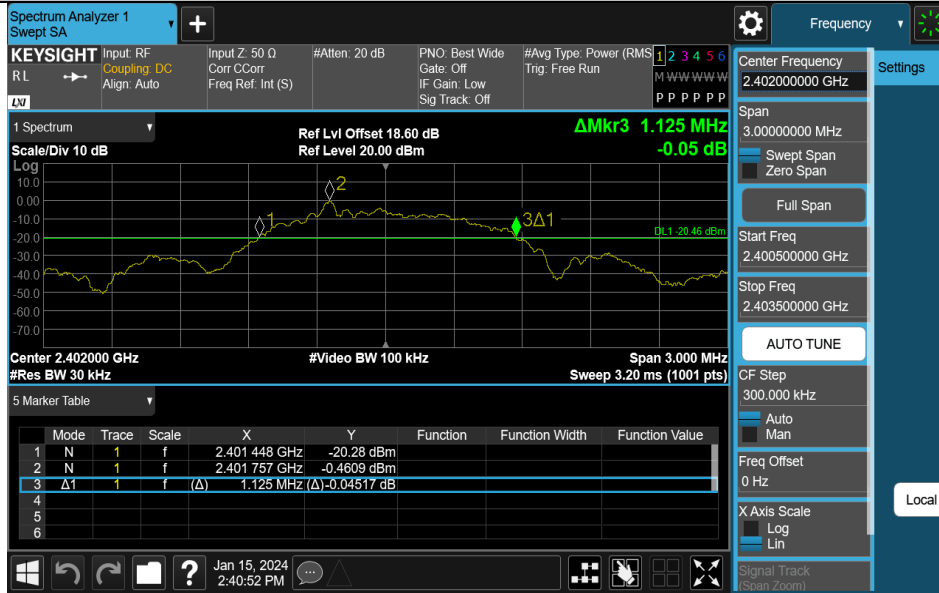 Spectrum Analyzer 1
Swept SA
Frequency
KEYSIGHT
Input: RF
Input Z: 50 Ω
#Atten: 20 dB
PNO: Best Wide
#Avg Type: Power (RMS
1 2 3 4 5 6
R L
Coupling: DC
Corr CCorr
Gate: Off
Trig: Free Run
Align: Auto
Freq Ref: Int (S)
IF Gain: Low
M W W W W W
Sig Track: Off
P P P P P P
LXI
Center Frequency
2.402000000 GHz
Settings
1 Spectrum
Ref Lvl Offset 18.60 dB
ΔMkr3 1.125 MHz
Scale/Div 10 dB
Ref Level 20.00 dBm
-0.05 dB
Log
10.0
0.00
-10.0
-20.0
-30.0
-40.0
-50.0
-60.0
-70.0
1
2
3Δ1
DL1 -20.46 dBm
Center 2.40200 GHz
#Video BW 100 kHz
Span 3.000 MHz
#Res BW 30 kHz
Sweep 3.20 ms (1001 pts)
Span
3.00000000 MHz
Swept Span
Zero Span
Full Span
Start Freq
2.400500000 GHz
Stop Freq
2.403500000 GHz
AUTO TUNE
CF Step
300.000 kHz
Auto
Man
Freq Offset
0 Hz
X Axis Scale
Log
Lin
Signal Track
(Span Zoom)
Local
5 Marker Table
Mode Trace Scale X Y Function Function Width Function Value
1 N 1 f 2.401 448 GHz -20.28 dBm
2 N 1 f 2.401 757 GHz -0.4609 dBm
3 Δ1 1 f (Δ) 1.125 MHz (Δ) -0.04517 dB
4
5
6
?
Jan 15, 2024
2:40:52 PM